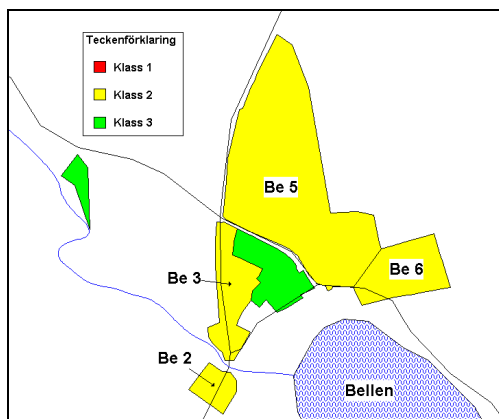 Teckenförklaring
Klass 1
Klass 2
Klass 3
Be 5
Be 6
Be 3
Be 2
Bellen